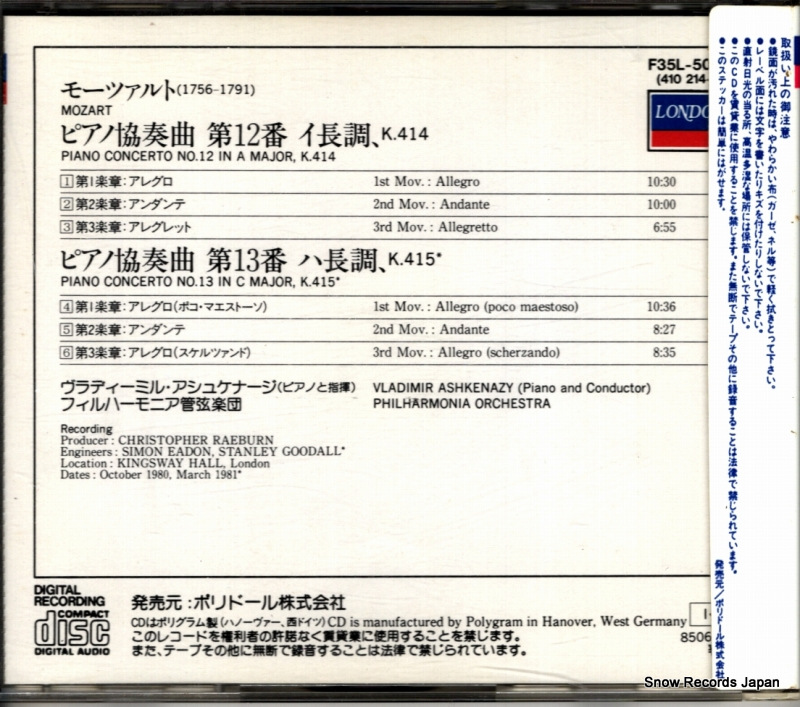 モーツァルト(1756-1791)
MOZART
ピアノ協奏曲 第12番 イ長調、K.414
PIANO CONCERTO NO.12 IN A MAJOR, K.414
1 第1楽章:アレグロ 1st Mov. : Allegro 10:30
2 第2楽章:アンダンテ 2nd Mov. : Andante 10:00
3 第3楽章:アレグレット 3rd Mov. : Allegretto 6:55
ピアノ協奏曲 第13番 ハ長調、K.415*
PIANO CONCERTO NO.13 IN C MAJOR, K.415*
4 第1楽章:アレグロ(ポコ・マエストーソ) 1st Mov. : Allegro (poco maestoso) 10:36
5 第2楽章:アンダンテ 2nd Mov. : Andante 8:27
6 第3楽章:アレグロ(スケルツァンド) 3rd Mov. : Allegro (scherzando) 8:35
ヴラディーミル・アシュケナージ(ピアノと指揮) VLADIMIR ASHKENAZY (Piano and Conductor)
フィルハーモニア管弦楽団 PHILHARMONIA ORCHESTRA
Recording
Producer : CHRISTOPHER RAEBURN
Engineers : SIMON EADON, STANLEY GOODALL*
Location : KINGSWAY HALL, London
Dates : October 1980, March 1981*
F35L-50
(410 214-
LONDO
取扱い上の御注意
●鏡面が汚れた時は、やわらかい布(ガーゼ、ネル等)で軽く拭きとって下さい。
●レーベル面には文字を書いたりキズを付けたりしないで下さい。
●直射日光の当る所、高温多湿な場所には保管しないで下さい。
●このCDを賃貸業に使用することを禁じます。また無断でテープその他に録音することは法律で禁じられています。
●このステッカーは簡単にはがせます。
発売元/ポリドール株式会社
DIGITAL
RECORDING
COMPACT
disc
DIGITAL AUDIO
発売元:ポリドール株式会社
CDはポリグラム製(ハノーヴァー、西ドイツ) CD is manufactured by Polygram in Hanover, West Germany
このレコードを権利者の許諾なく賃貸業に使用することを禁じます。
また、テープその他に無断で録音することは法律で禁じられています。
8506
Snow Records Japan